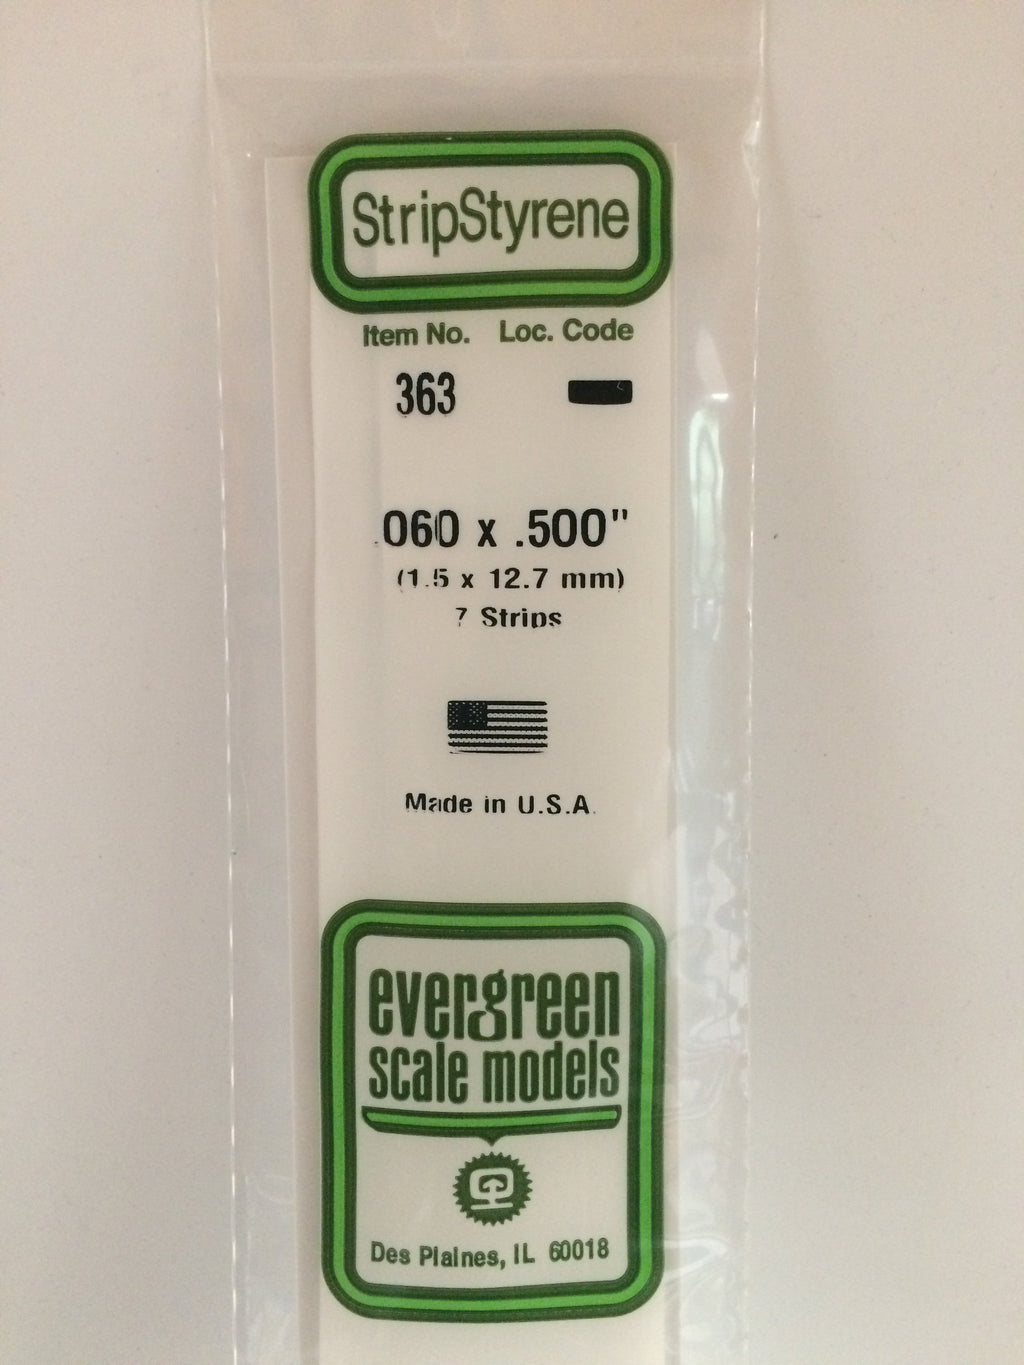 StripStyrene
Item No. Loc. Code
363
.060 x .500"
(1.5 x 12.7 mm)
7 Strips
Made in U.S.A.
evergreen
scale models
Des Plaines, IL 60018